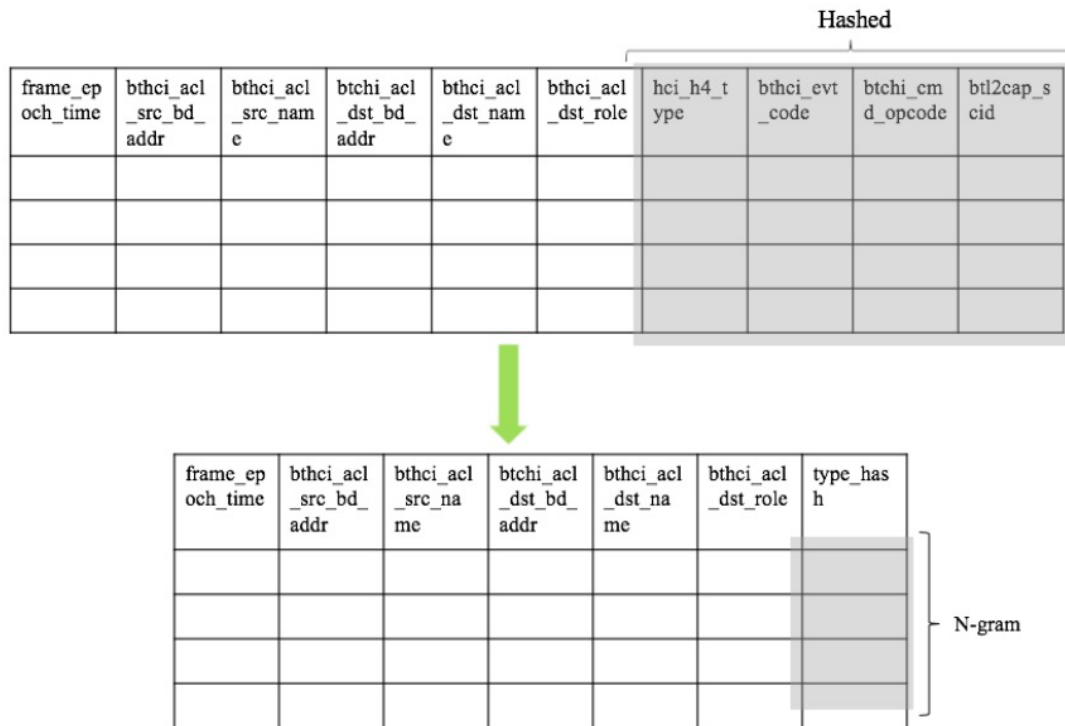 Hashed
frame_ep
och_time
bthci_acl
_src_bd_
addr
bthci_acl
_src_nam
e
btchi_acl
_dst_bd_
addr
bthci_acl
_dst_nam
e
bthci_acl
_dst_role
hci_h4_t
ype
bthci_evt
_code
btchi_cm
d_opcode
btl2cap_s
cid
frame_ep
och_time
bthci_acl
_src_bd_
addr
bthci_acl
_src_na
me
btchi_acl
_dst_bd_
addr
bthci_acl
_dst_na
me
bthci_acl
_dst_role
type_has
h
N-gram